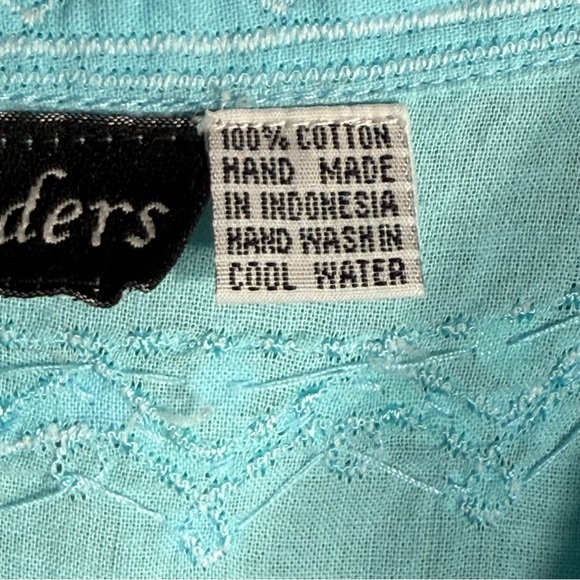 ders
100% COTTON
HAND MADE
IN INDONESIA
HAND WASH IN
COOL WATER